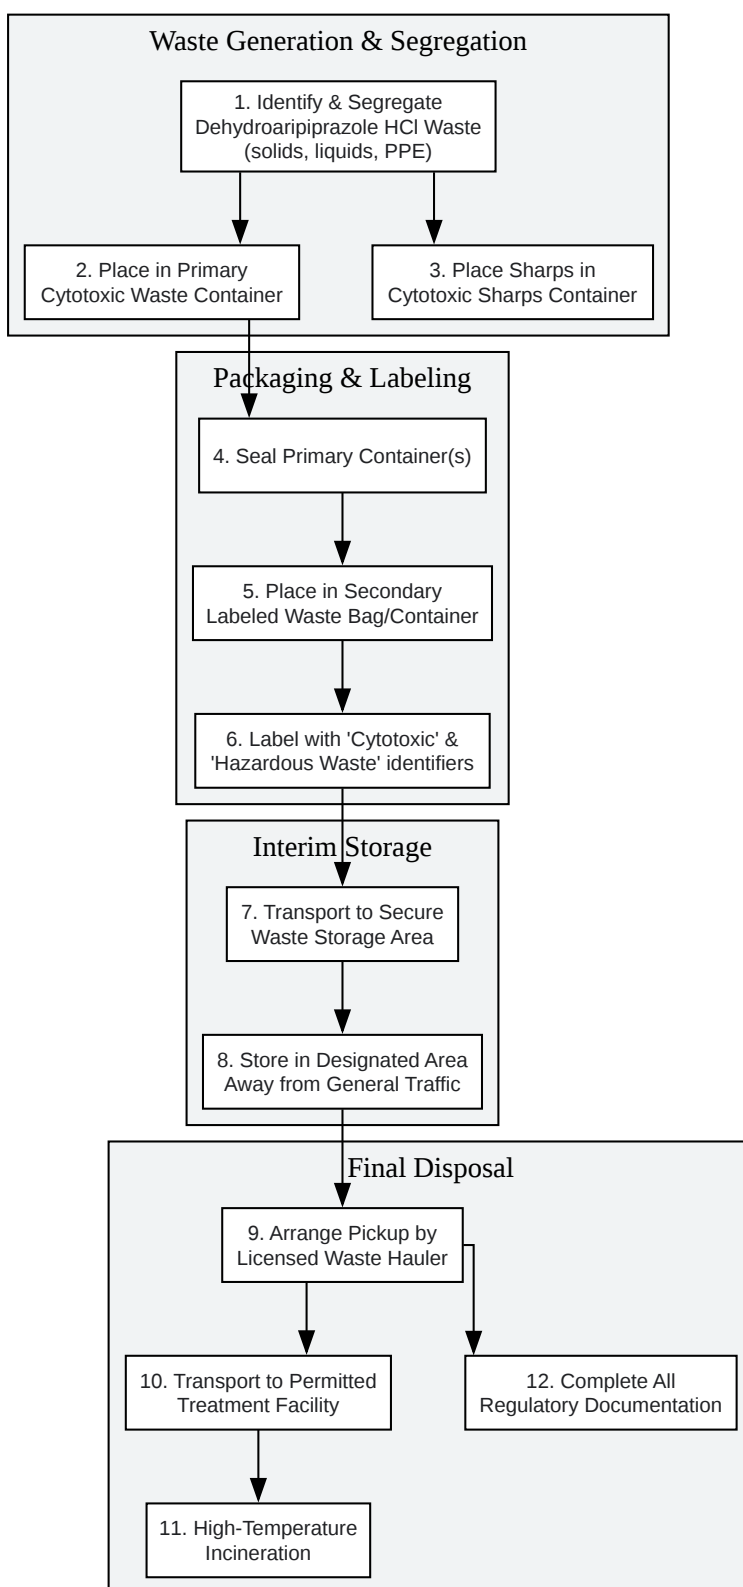 Waste Generation & Segregation
1. Identify & Segregate
Dehydroaripiprazole HCl Waste
(solids, liquids, PPE)
2. Place in Primary
Cytotoxic Waste Container
3. Place Sharps in
Cytotoxic Sharps Container
Packaging & Labeling
4. Seal Primary Container(s)
5. Place in Secondary
Labeled Waste Bag/Container
6. Label with 'Cytotoxic' &
'Hazardous Waste' identifiers
Interim Storage
7. Transport to Secure
Waste Storage Area
8. Store in Designated Area
Away from General Traffic
Final Disposal
9. Arrange Pickup by
Licensed Waste Hauler
10. Transport to Permitted
Treatment Facility
12. Complete All
Regulatory Documentation
11. High-Temperature
Incineration